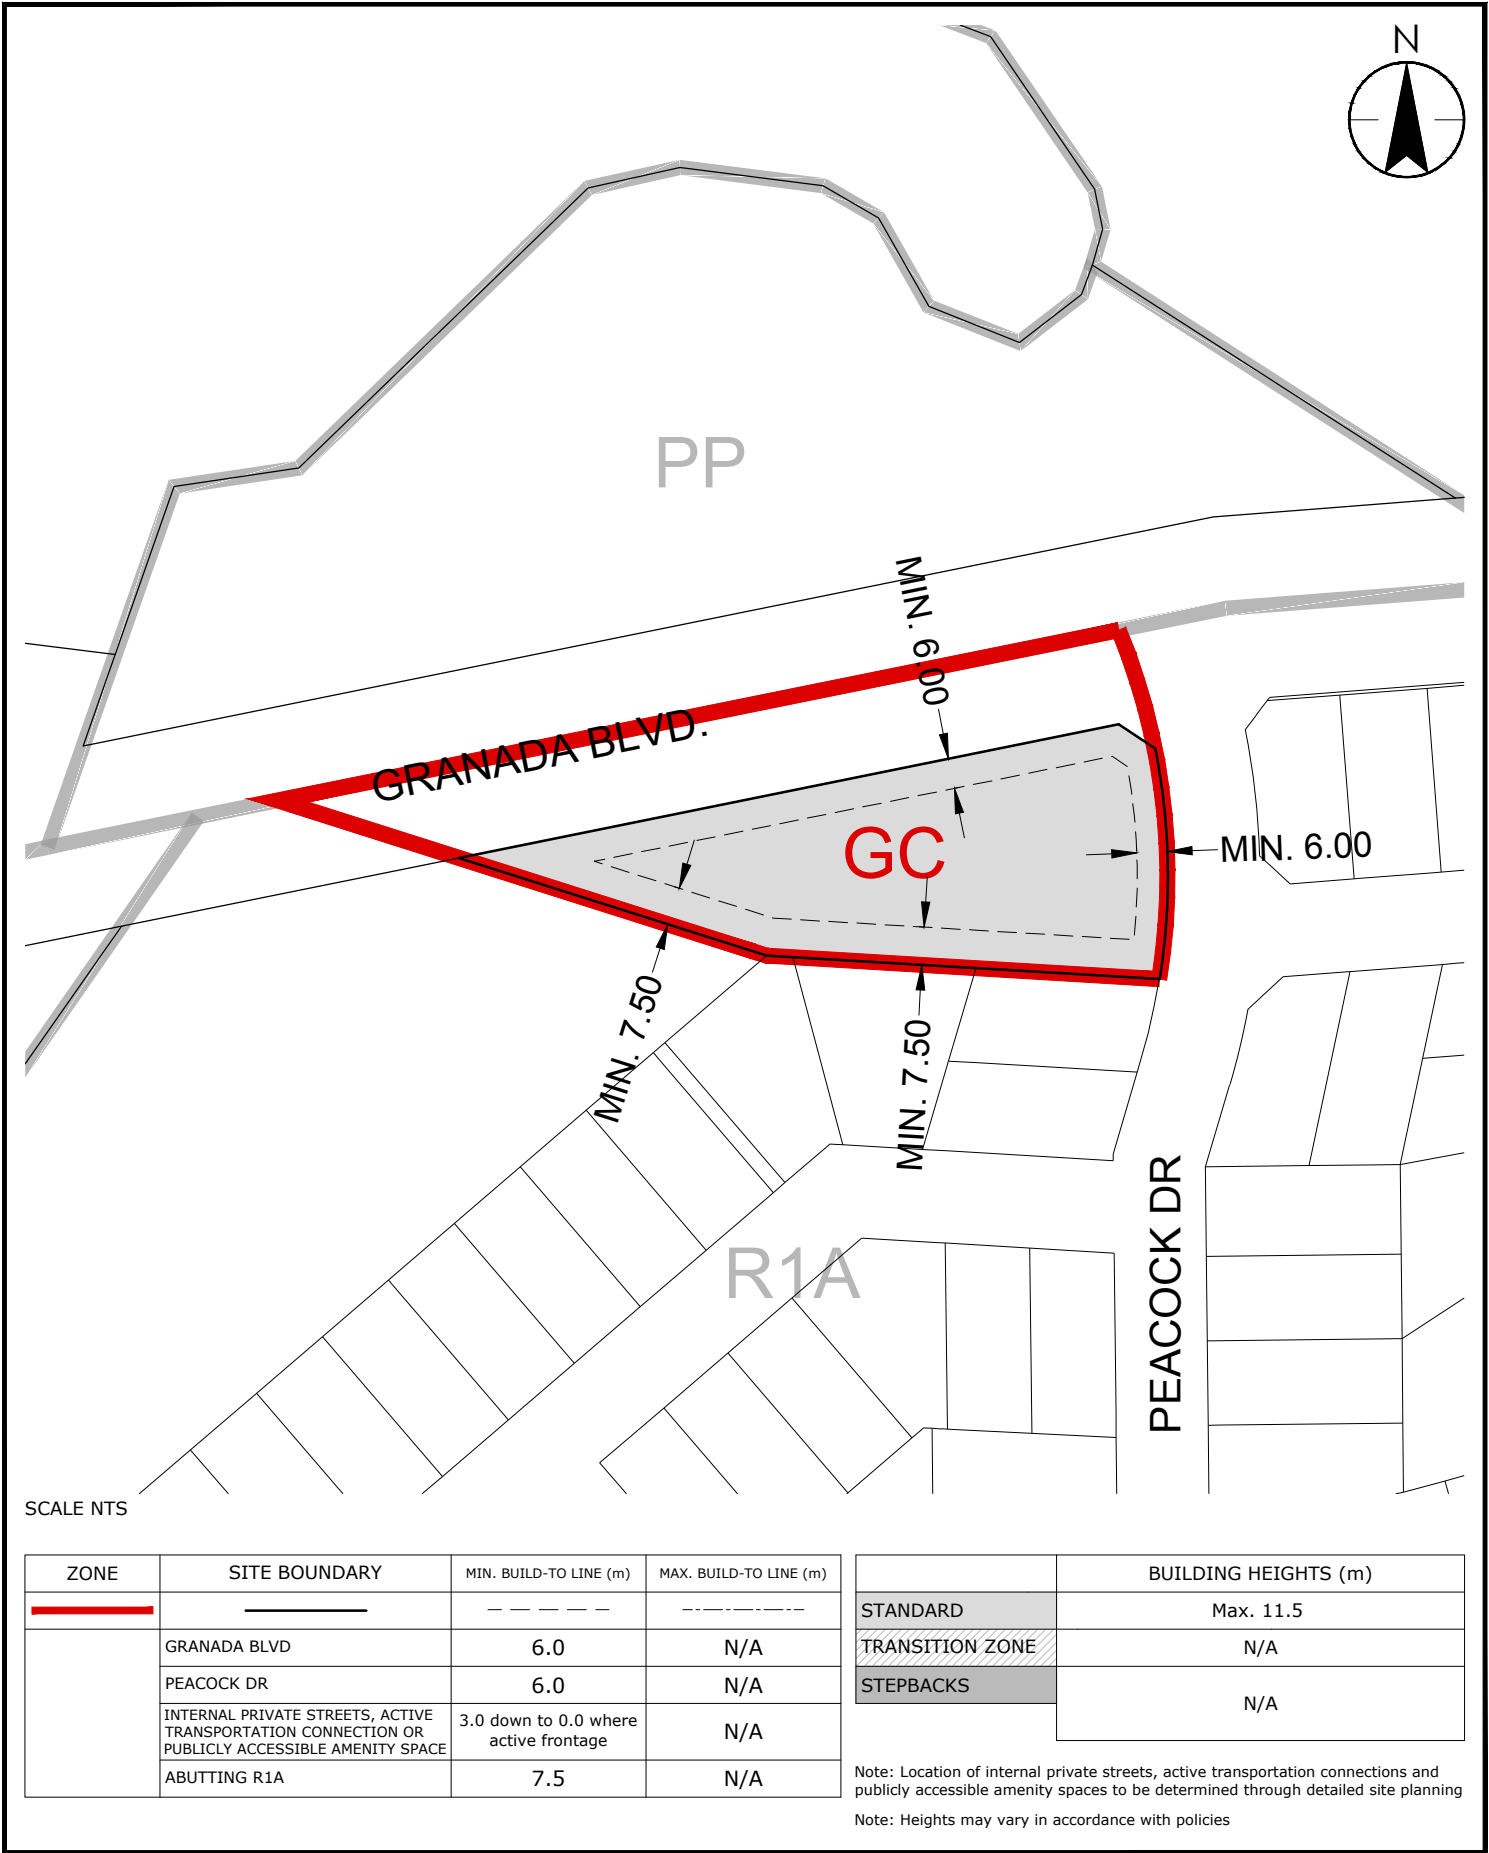 N
PP
MIN. 6.00
GRANADA BLVD.
GC
MIN. 6.00
MIN. 7.50
MIN. 7.50
R1A
PEACOCK DR
SCALE NTS
ZONE
SITE BOUNDARY
MIN. BUILD-TO LINE (m)
MAX. BUILD-TO LINE (m)
GRANADA BLVD
6.0
N/A
PEACOCK DR
6.0
N/A
INTERNAL PRIVATE STREETS, ACTIVE
TRANSPORTATION CONNECTION OR
PUBLICLY ACCESSIBLE AMENITY SPACE
3.0 down to 0.0 where
active frontage
N/A
ABUTTING R1A
7.5
N/A
BUILDING HEIGHTS (m)
STANDARD
Max. 11.5
TRANSITION ZONE
N/A
STEPBACKS
N/A
Note: Location of internal private streets, active transportation connections and
publicly accessible amenity spaces to be determined through detailed site planning
Note: Heights may vary in accordance with policies